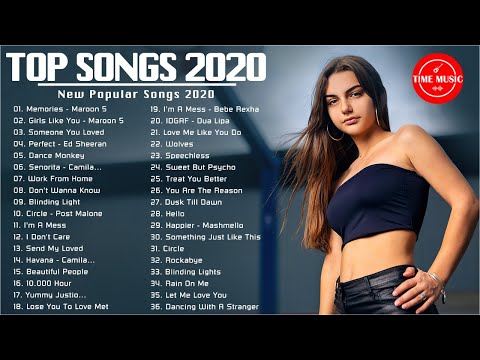 TOP SONGS 2020
New Popular Songs 2020
TIME MUSIC
01. Memories - Maroon 5
02. Girls Like You - Maroon 5
03. Someone You Loved
04. Perfect - Ed Sheeran
05. Dance Monkey
06. Senorita - Camila...
07. Work From Home
08. Don't Wanna Know
09. Blinding Light
10. Circle - Post Malone
11. I'm A Mess
12. I Don't Care
13. Send My Loved
14. Havana - Camila...
15. Beautiful People
16. 10.000 Hour
17. Yummy Justio...
18. Lose You To Love Met
19. I'm A Mess - Bebe Rexha
20. IDGAF - Dua Lipa
21. Love Me Like You Do
22. Wolves
23. Speechless
24. Sweet But Psycho
25. Treat You Better
26. You Are The Reason
27. Dusk Till Dawn
28. Hello
29. Happier - Mashmello
30. Something Just Like This
31. Circle
32. Rockabye
33. Blinding Lights
34. Rain On Me
35. Let Me Love You
36. Dancing With A Stranger